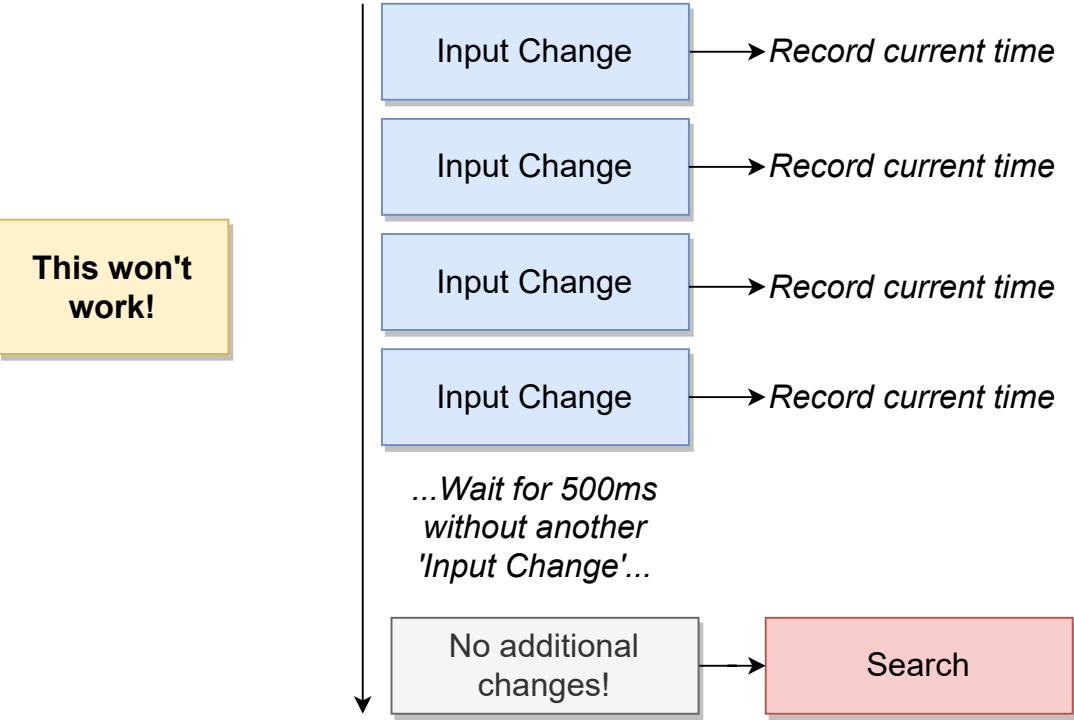 Input Change
Record current time
Input Change
Record current time
This won't
work!
Input Change
Record current time
Input Change
Record current time
...Wait for 500ms
without another
'Input Change'...
No additional
changes!
Search